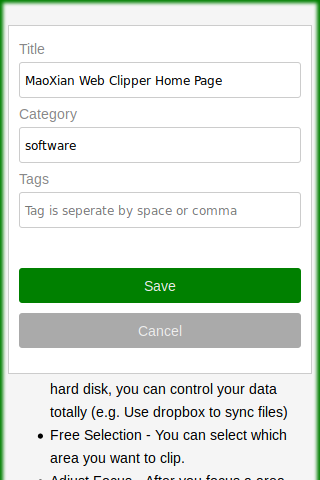 Title
MaoXian Web Clipper Home Page
Category
software
Tags
Tag is seperate by space or comma
Save
Cancel
hard disk, you can control your data
totally (e.g. Use dropbox to sync files)
• Free Selection - You can select which
area you want to clip.
• Adjust Focus - After you focus a area